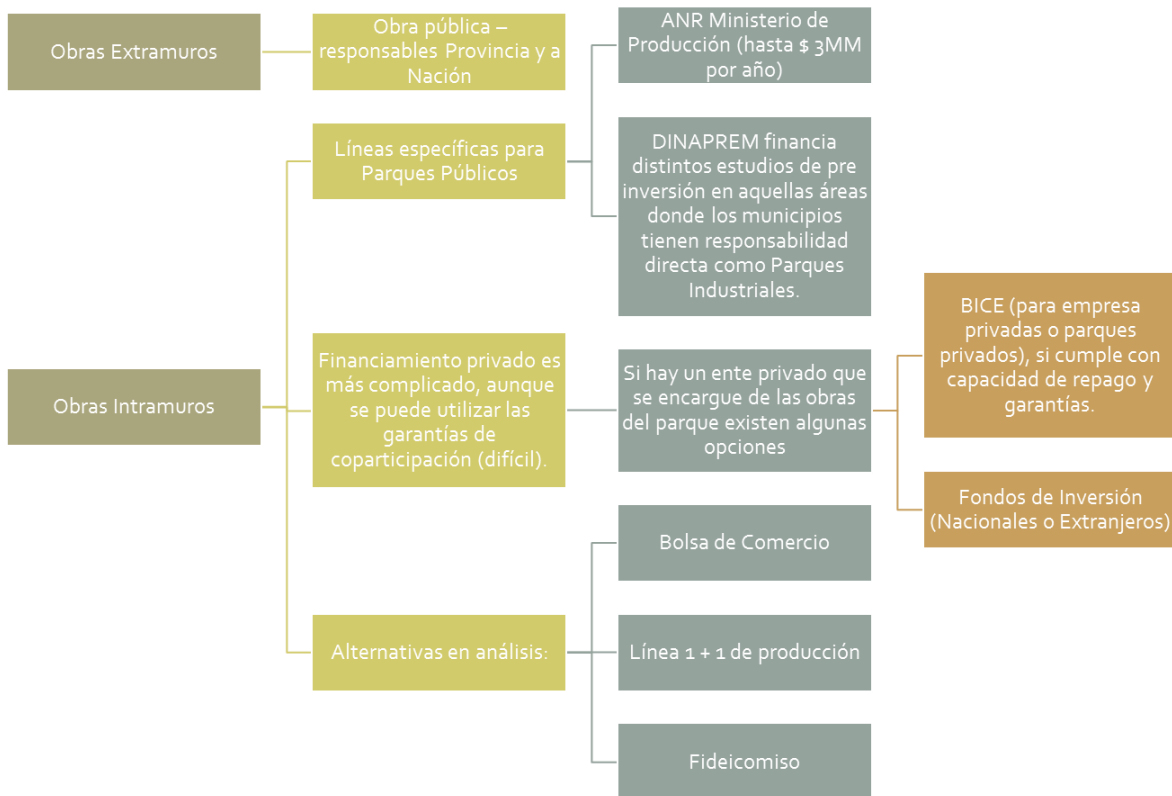 Obras Extramuros
Obra pública –
responsables Provincia y a
Nación
ANR Ministerio de
Producción (hasta $ 3MM
por año)
Líneas específicas para
Parques Públicos
DINAPREM financia
distintos estudios de pre
inversión en aquellas áreas
donde los municipios
tienen responsabilidad
directa como Parques
Industriales.
Obras Intramuros
Financiamiento privado es
más complicado, aunque
se puede utilizar las
garantías de
coparticipación (difícil).
Si hay un ente privado que
se encargue de las obras
del parque existen algunas
opciones
BICE (para empresa
privadas o parques
privados), si cumple con
capacidad de repago y
garantías.
Fondos de Inversión
(Nacionales o Extranjeros)
Alternativas en análisis:
Bolsa de Comercio
Línea 1 + 1 de producción
Fideicomiso